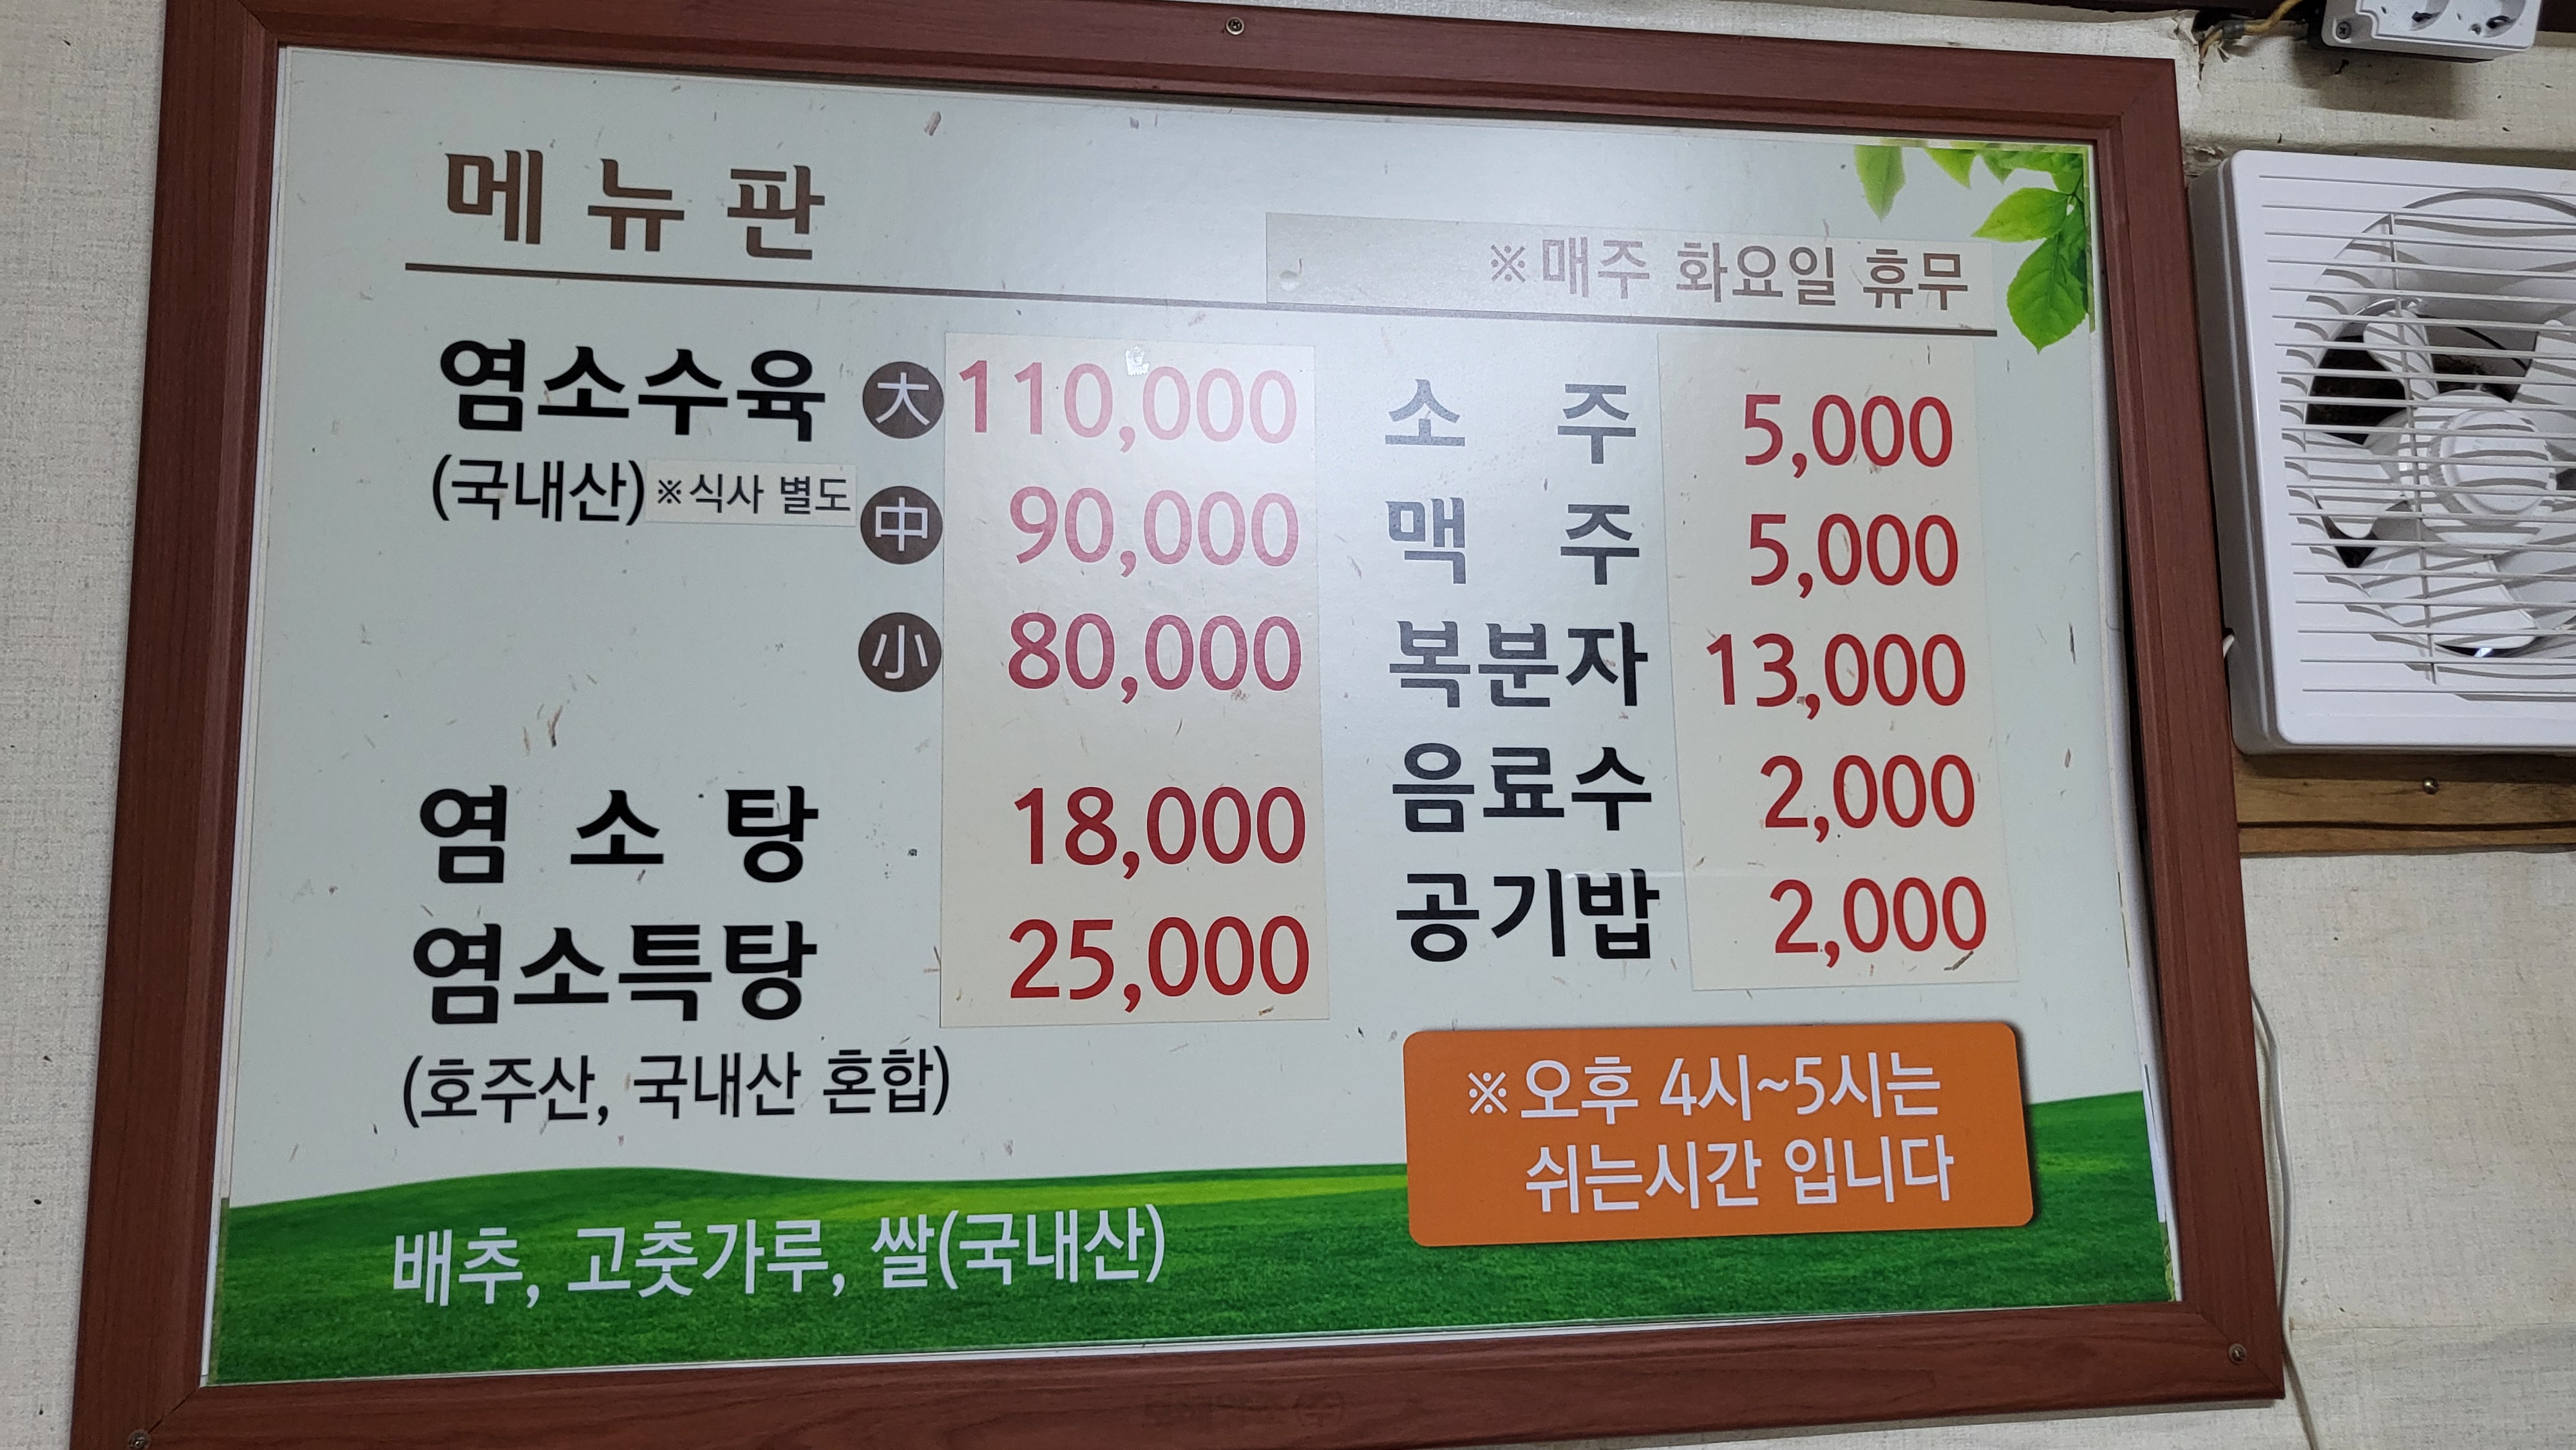 메뉴판
※매주 화요일 휴무
염소수육 大 110,000
(국내산) ※식사 별도
中 90,000
小 80,000
염소탕 18,000
염소특탕 25,000
(호주산, 국내산 혼합)
소주 5,000
맥주 5,000
복분자 13,000
음료수 2,000
공기밥 2,000
※오후 4시~5시는
쉬는시간 입니다
배추, 고춧가루, 쌀(국내산)